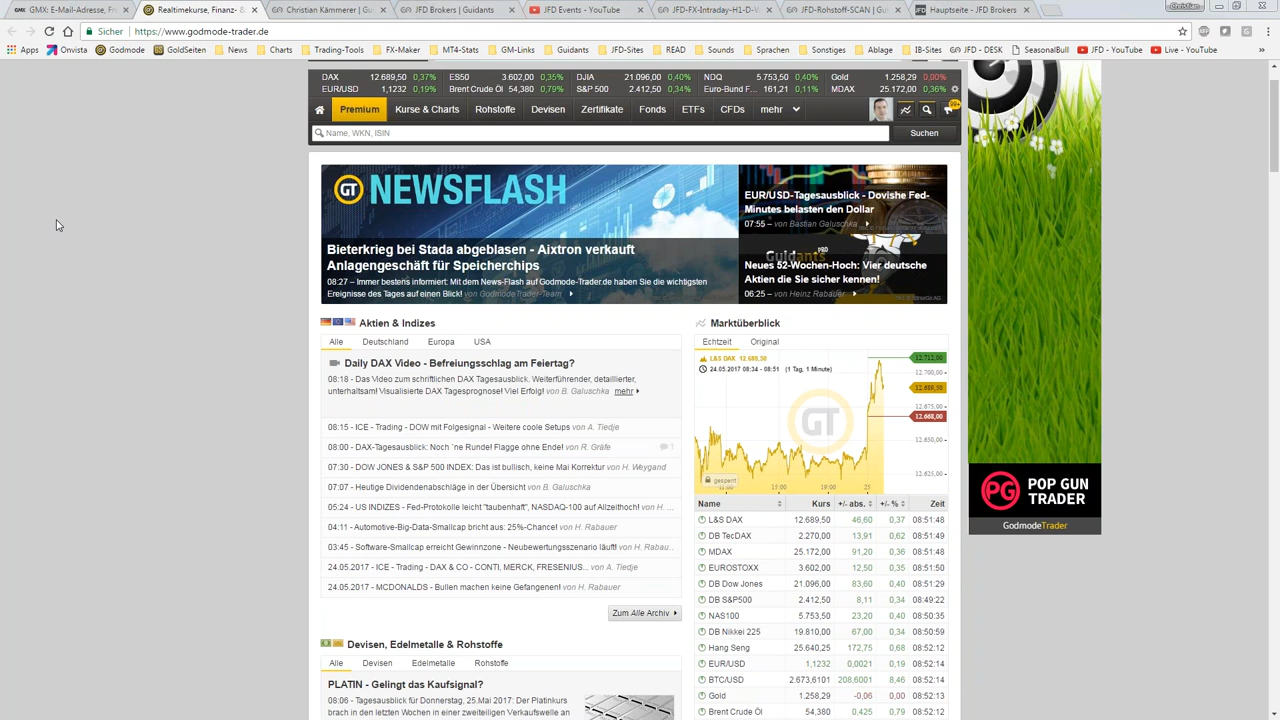 GMX: E-Mail-Adresse, Fr
Realtimekurse, Finanz- &
Christian Kämmerer | Gui
JFD Brokers | Guidants
JFD Events - YouTube
JFD-FX-Intraday-H1-D-W
JFD-Rohstoff-SCAN | Gui
Hauptseite - JFD Brokers
Christian
Sicher | https://www.godmode-trader.de
Apps Onvista Godmode GoldSeiten News Charts Trading-Tools FX-Maker MT4-Stats GM-Links Guidants JFD-Sites READ Sounds Sprachen Sonstiges Ablage IB-Sites JFD - DESK SeasonalBull JFD - YouTube Live - YouTube »
DAX 12.689,50 0,37% ES50 3.602,00 0,35% DJIA 21.096,00 0,40% NDQ 5.753,50 0,40% Gold 1.258,29 0,00%
EUR/USD 1,1232 0,19% Brent Crude Öl 54,380 0,79% S&P 500 2.412,50 0,34% Euro-Bund F... 161,21 0,11% MDAX 25.172,00 0,36%
Premium Kurse & Charts Rohstoffe Devisen Zertifikate Fonds ETFs CFDs mehr
Name, WKN, ISIN Suchen
GT NEWSFLASH
Bieterkrieg bei Stada abgeblasen - Aixtron verkauft
Anlagengeschäft für Speicherchips
08:27 – Immer bestens informiert: Mit dem News-Flash auf Godmode-Trader.de haben Sie die wichtigsten
Ereignisse des Tages auf einen Blick! von GodmodeTrader-Team
EUR/USD-Tagesausblick - Dovishe Fed-
Minutes belasten den Dollar
07:55 – von Bastian Galuschka
Guidants PRO
Neues 52-Wochen-Hoch: Vier deutsche
Aktien die Sie sicher kennen!
06:25 – von Heinz Rabauer
Aktien & Indizes
Alle Deutschland Europa USA
Daily DAX Video - Befreiungsschlag am Feiertag?
08:18 - Das Video zum schriftlichen DAX Tagesausblick. Weiterführender, detaillierter,
unterhaltsam! Visualisierte DAX Tagesprognose! Viel Erfolg! von B. Galuschka mehr
08:15 - ICE - Trading - DOW mit Folgesignal - Weitere coole Setups von A. Tiedje
08:00 - DAX-Tagesausblick: Noch `ne Runde! Flagge ohne Ende! von R. Gräfe 1
07:30 - DOW JONES & S&P 500 INDEX: Das ist bullisch, keine Mai Korrektur von H. Weygand
07:07 - Heutige Dividendenabschläge in der Übersicht von B. Galuschka
05:24 - US INDIZES - Fed-Protokolle leicht "taubenhaft", NASDAQ-100 auf Allzeithoch! von H. ...
04:11 - Automotive-Big-Data-Smallcap bricht aus: 25%-Chance! von H. Rabauer
03:45 - Software-Smallcap erreicht Gewinnzone - Neubewertungsszenario läuft! von H. Rabau...
24.05.2017 - ICE - Trading - DAX & CO - CONTI, MERCK, FRESENIUS... von A. Tiedje
24.05.2017 - MCDONALDS - Bullen machen keine Gefangenen! von H. Rabauer
Zum Alle Archiv
Devisen, Edelmetalle & Rohstoffe
Alle Devisen Edelmetalle Rohstoffe
PLATIN - Gelingt das Kaufsignal?
08:06 - Tagesausblick für Donnerstag, 25.Mai 2017: Der Platinkurs
brach in den letzten Wochen in einer zweiteiligen Verkaufswelle an
Marktüberblick
Echtzeit Original
L&S DAX 12.689,50
24.05.2017 08:34 - 08:51 (1 Tag, 1 Minute)
12.712,00
12.700,00
12.689,50
12.675,00
12.668,00
12.650,00
12.625,00
GT
gespent
19:00 25
Name Kurs +/- abs. +/- % Zeit
L&S DAX 12.689,50 46,60 0,37 08:51:48
DB TecDAX 2.270,00 13,91 0,62 08:51:49
MDAX 25.172,00 91,20 0,36 08:51:48
EUROSTOXX 3.602,00 12,50 0,35 08:51:50
DB Dow Jones 21.096,00 83,60 0,40 08:51:29
DB S&P500 2.412,50 8,11 0,34 08:49:22
NAS100 5.753,50 23,20 0,40 08:50:35
DB Nikkei 225 19.810,00 67,00 0,34 08:50:59
Hang Seng 25.640,25 172,75 0,68 08:52:12
EUR/USD 1,1232 0,0021 0,19 08:52:14
BTC/USD 2.673,6101 208,6001 8,46 08:52:14
Gold 1.258,29 -0,06 0,00 08:52:13
Brent Crude Öl 54,380 0,425 0,79 08:52:12
PG POP GUN
TRADER
GodmodeTrader